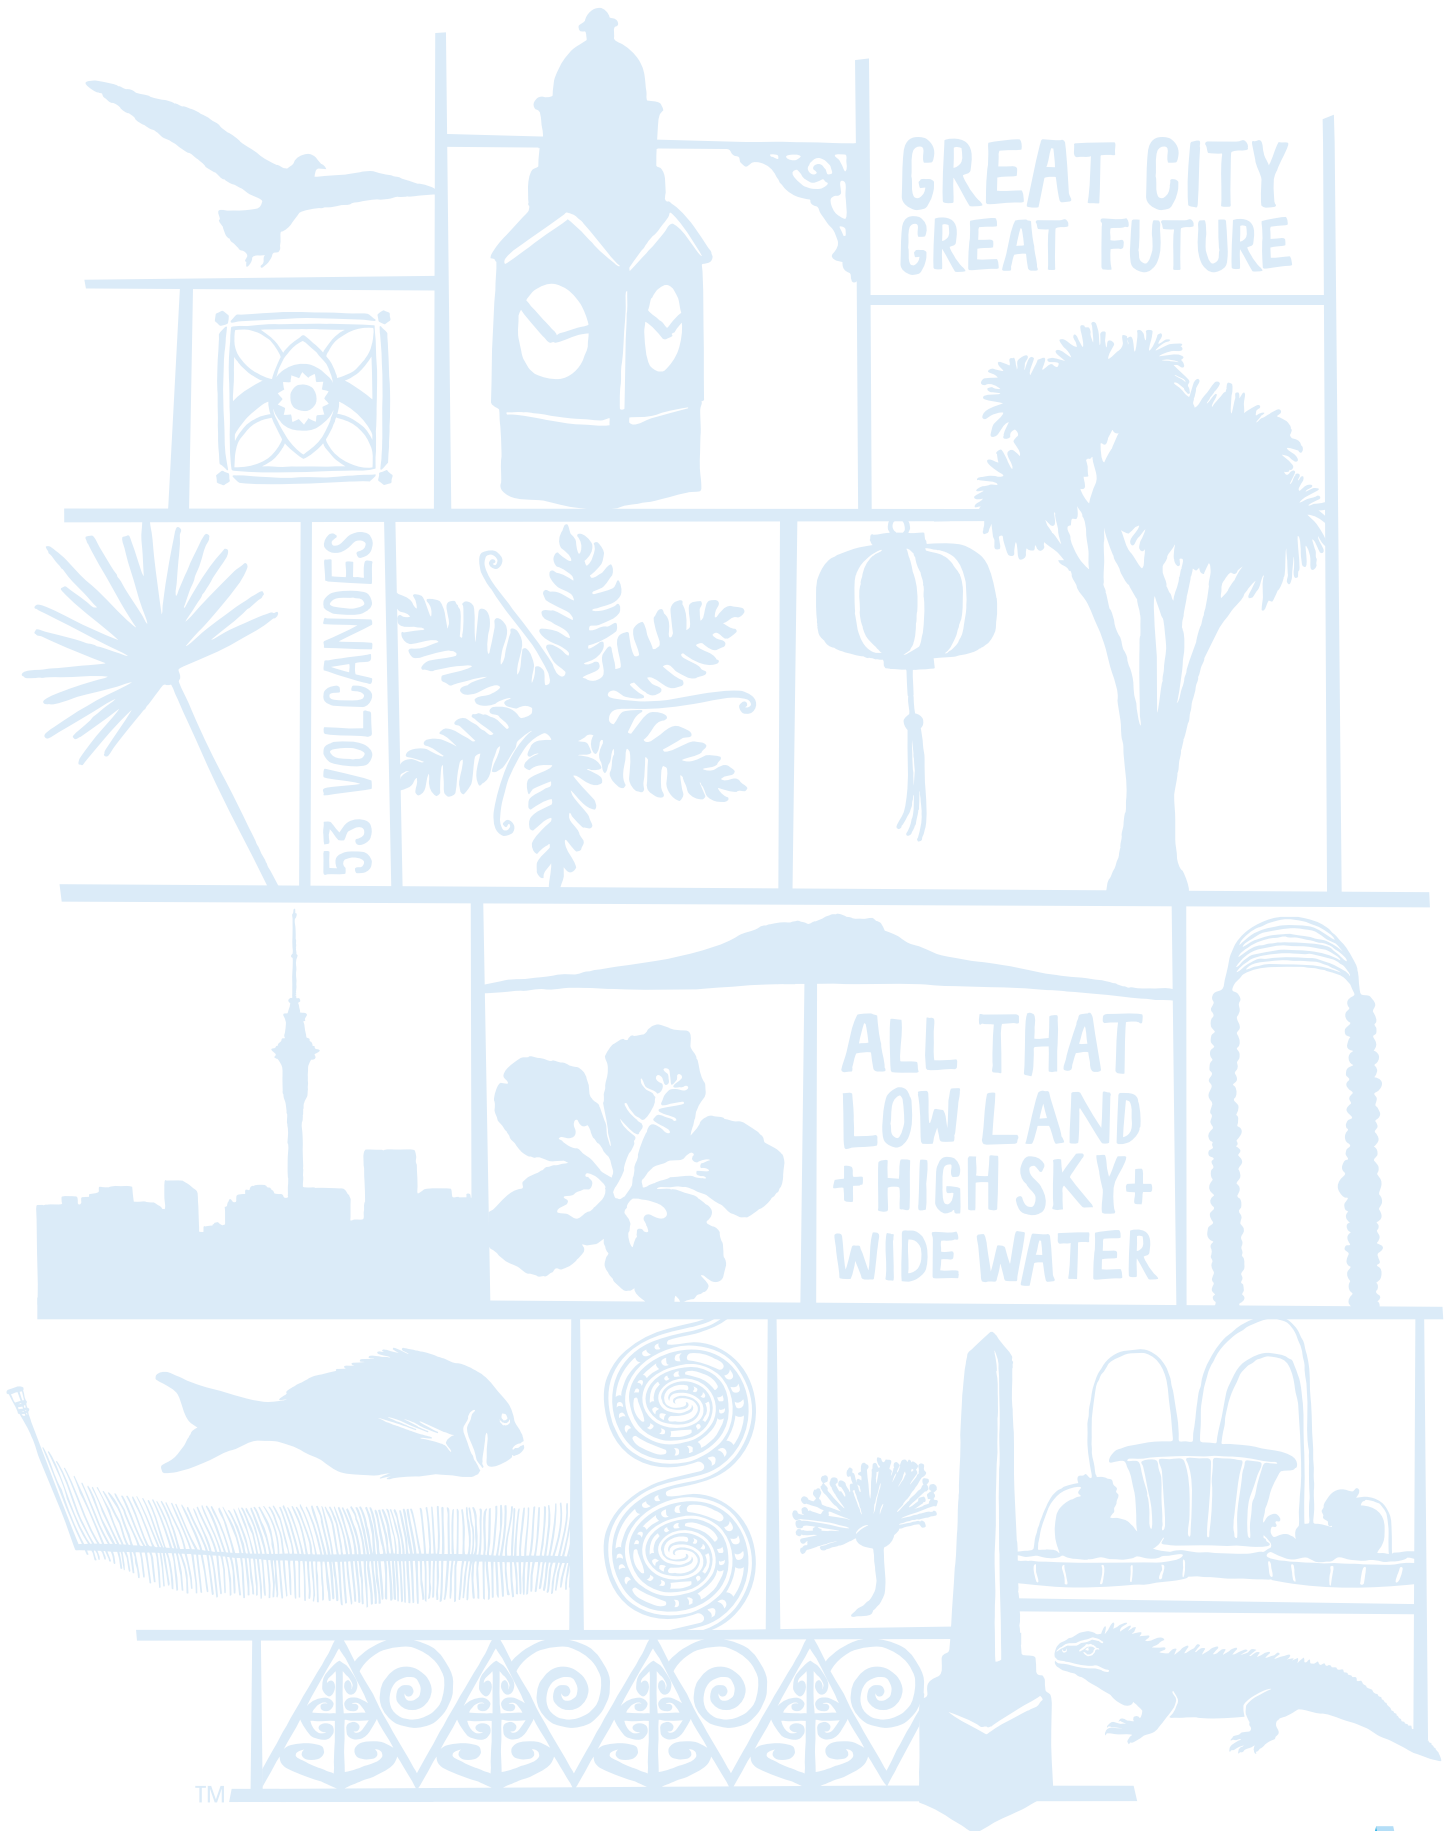 GREAT CITY
GREAT FUTURE
53 VOLCANOES
ALL THAT
LOW LAND
+HIGH SKY+
WIDE WATER
TM